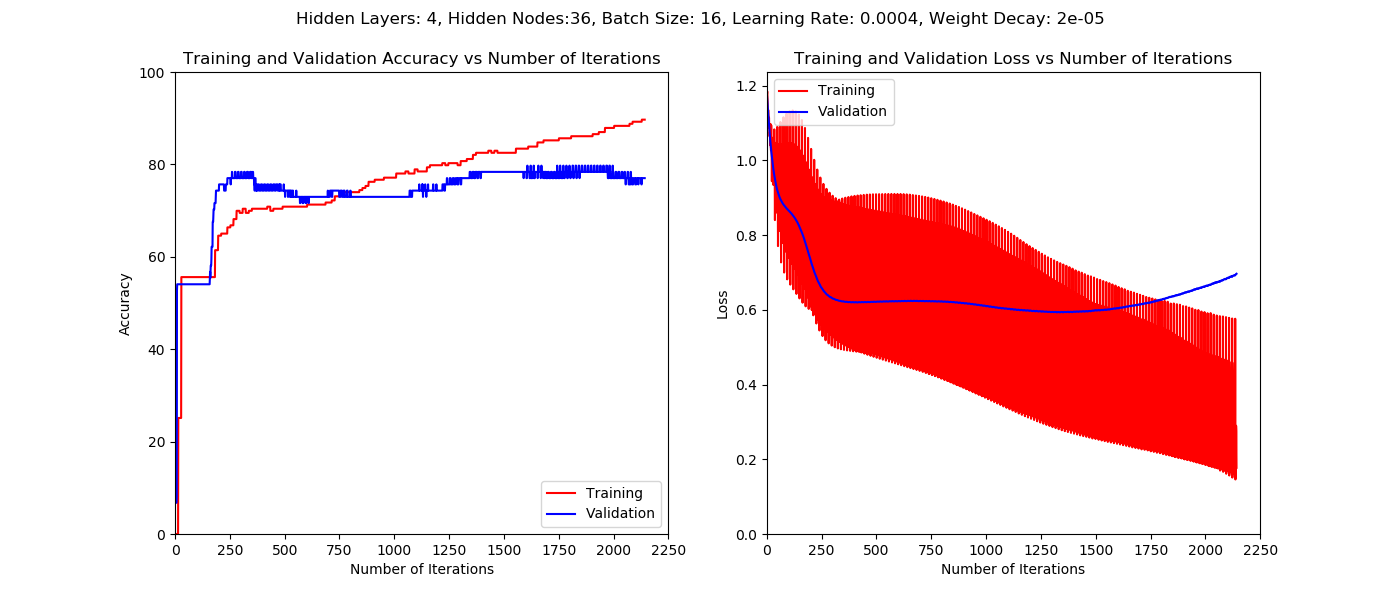 Hidden Layers: 4, Hidden Nodes:36, Batch Size: 16, Learning Rate: 0.0004, Weight Decay: 2e-05
Training and Validation Accuracy vs Number of Iterations
100
80
60
40
20
0
Accuracy
0 250 500 750 1000 1250 1500 1750 2000 2250
Number of Iterations
Training
Validation
Training and Validation Loss vs Number of Iterations
1.2
1.0
0.8
0.6
0.4
0.2
0.0
Loss
0 250 500 750 1000 1250 1500 1750 2000 2250
Number of Iterations
Training
Validation